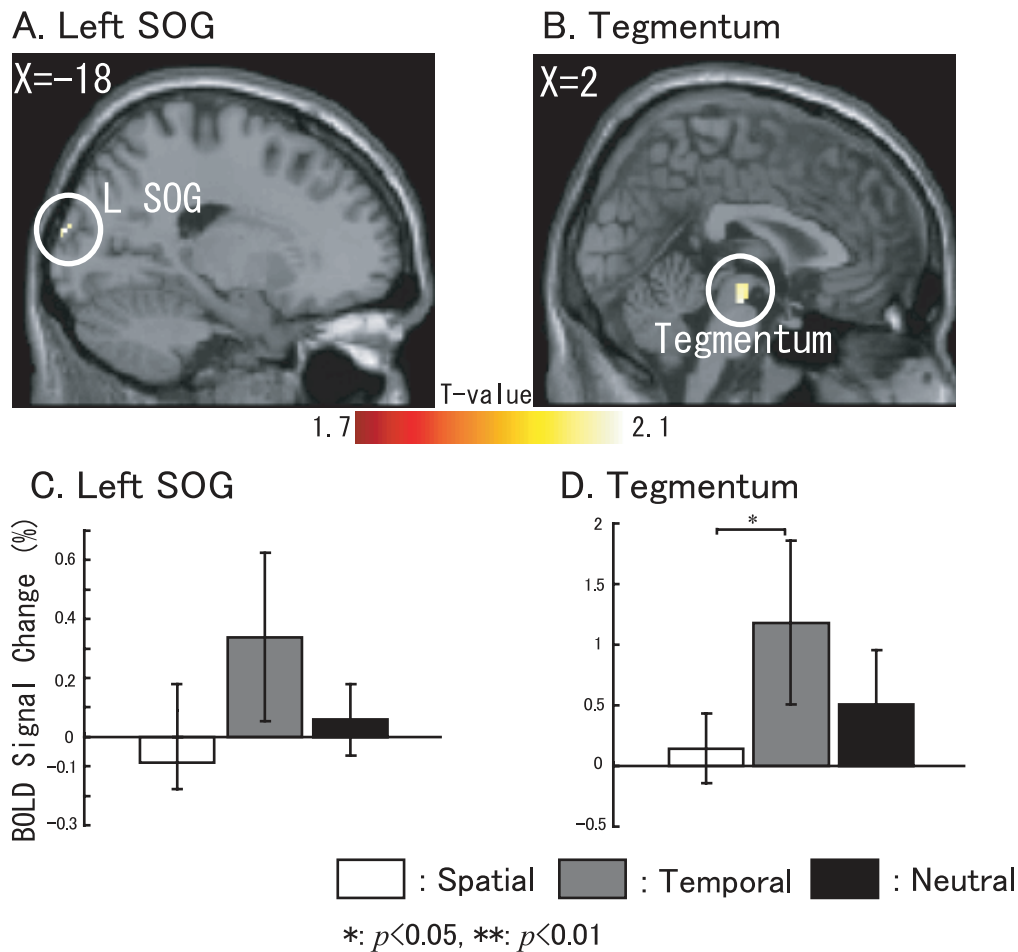 A. Left SOG
B. Tegmentum
X=-18
X=2
L SOG
Tegmentum
T-value
1.7
2.1
C. Left SOG
D. Tegmentum
BOLD Signal Change (%)
0.6
0.4
0.2
0
-0.1
-0.3
2
1.5
1
0.5
0
-0.5
*
: Spatial
: Temporal
: Neutral
*: p<0.05, **: p<0.01